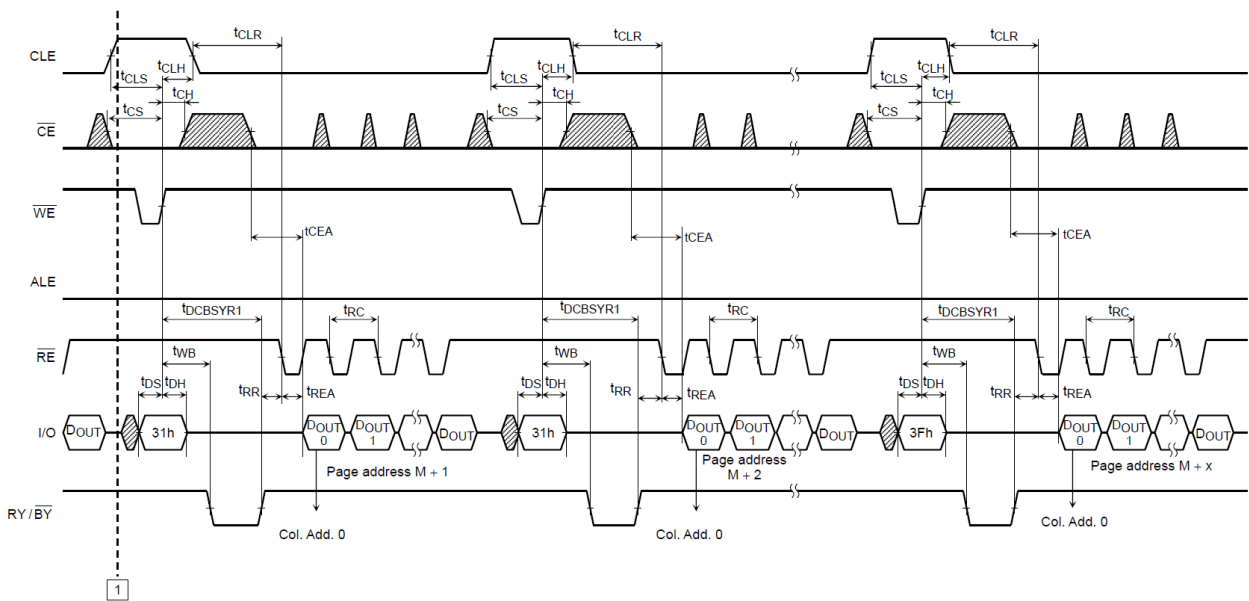 tCLR tCLR tCLR
CLE
tCLS tCLH tCLS tCLH tCLS tCLH
tCH tCH tCH
tCS tCS tCS
CE
WE
tCEA tCEA tCEA
ALE
tDCBSYR1 tRC tDCBSYR1 tRC tDCBSYR1 tRC
RE
tWB tWB tWB
tDS tDH tRR tREA tDS tDH tRR tREA tDS tDH tRR tREA
I/O DOUT 31h DOUT 0 DOUT 1 DOUT 31h DOUT 0 DOUT 1 DOUT 3Fh DOUT 0 DOUT 1 DOUT
Page address M + 1 Page address M + 2 Page address M + x
RY / BY
Col. Add. 0 Col. Add. 0 Col. Add. 0
1